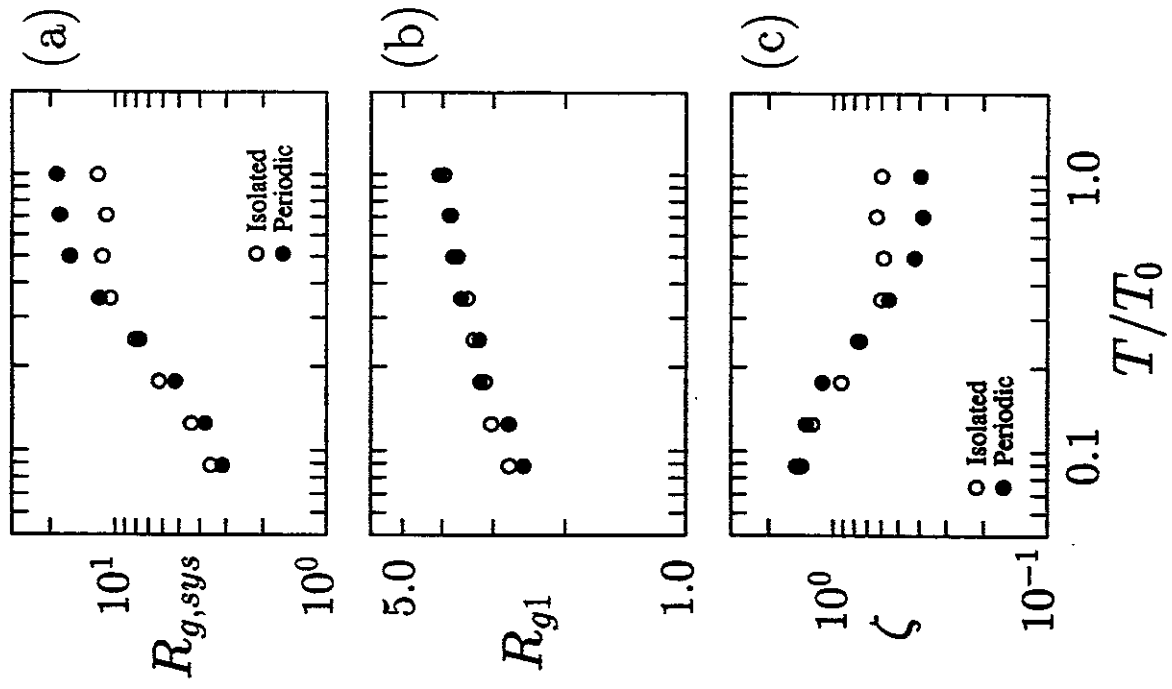 (a)
R_{g,sys}
10^1
10^0
Isolated
Periodic
(b)
R_{g1}
5.0
1.0
(c)
ζ
10^0
10^{-1}
Isolated
Periodic
0.1
1.0
T/T_0